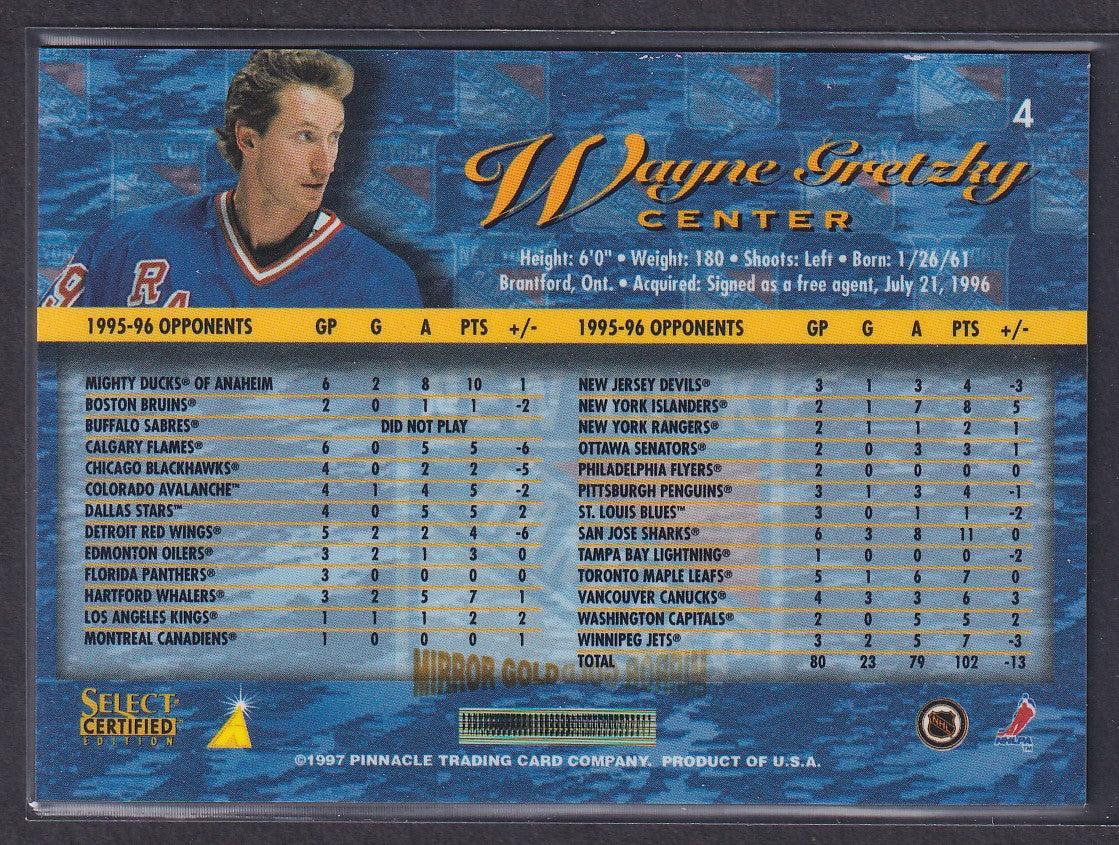 4
Wayne Gretzky
CENTER
Height: 6'0" • Weight: 180 • Shoots: Left • Born: 1/26/61
Brantford, Ont. • Acquired: Signed as a free agent, July 21, 1996
1995-96 OPPONENTS GP G A PTS +/-
MIGHTY DUCKS® OF ANAHEIM 6 2 8 10 1
BOSTON BRUINS® 2 0 1 1 -2
BUFFALO SABRES® DID NOT PLAY
CALGARY FLAMES® 6 0 5 5 -6
CHICAGO BLACKHAWKS® 4 0 2 2 -5
COLORADO AVALANCHE™ 4 1 4 5 -2
DALLAS STARS™ 4 0 5 5 2
DETROIT RED WINGS® 5 2 2 4 -6
EDMONTON OILERS® 3 2 1 3 0
FLORIDA PANTHERS® 3 0 0 0 0
HARTFORD WHALERS® 3 2 5 7 1
LOS ANGELES KINGS® 1 1 1 2 2
MONTREAL CANADIENS® 1 0 0 0 1
1995-96 OPPONENTS GP G A PTS +/-
NEW JERSEY DEVILS® 3 1 3 4 -3
NEW YORK ISLANDERS® 2 1 7 8 5
NEW YORK RANGERS® 2 1 1 2 1
OTTAWA SENATORS® 2 0 3 3 1
PHILADELPHIA FLYERS® 2 0 0 0 0
PITTSBURGH PENGUINS® 3 1 3 4 -1
ST. LOUIS BLUES™ 3 0 1 1 -2
SAN JOSE SHARKS® 6 3 8 11 0
TAMPA BAY LIGHTNING® 1 0 0 0 -2
TORONTO MAPLE LEAFS® 5 1 6 7 0
VANCOUVER CANUCKS® 4 3 3 6 3
WASHINGTON CAPITALS® 2 0 5 5 2
WINNIPEG JETS® 3 2 5 7 -3
TOTAL 80 23 79 102 -13
MIRROR GOLD
SELECT
CERTIFIED
EDITION
NHL
NHLPA
©1997 PINNACLE TRADING CARD COMPANY. PRODUCT OF U.S.A.